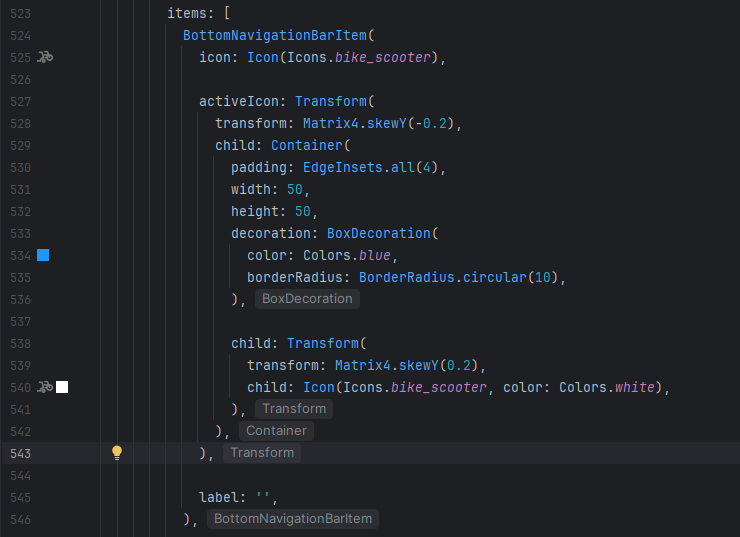 523 items: [
524 BottomNavigationBarItem(
525 icon: Icon(Icons.bike_scooter),
526
527 activeIcon: Transform(
528 transform: Matrix4.skewY(-0.2),
529 child: Container(
530 padding: EdgeInsets.all(4),
531 width: 50,
532 height: 50,
533 decoration: BoxDecoration(
534 color: Colors.blue,
535 borderRadius: BorderRadius.circular(10),
536 ), BoxDecoration
537
538 child: Transform(
539 transform: Matrix4.skewY(0.2),
540 child: Icon(Icons.bike_scooter, color: Colors.white),
541 ), Transform
542 ), Container
543 ), Transform
544
545 label: '',
546 ), BottomNavigationBarItem